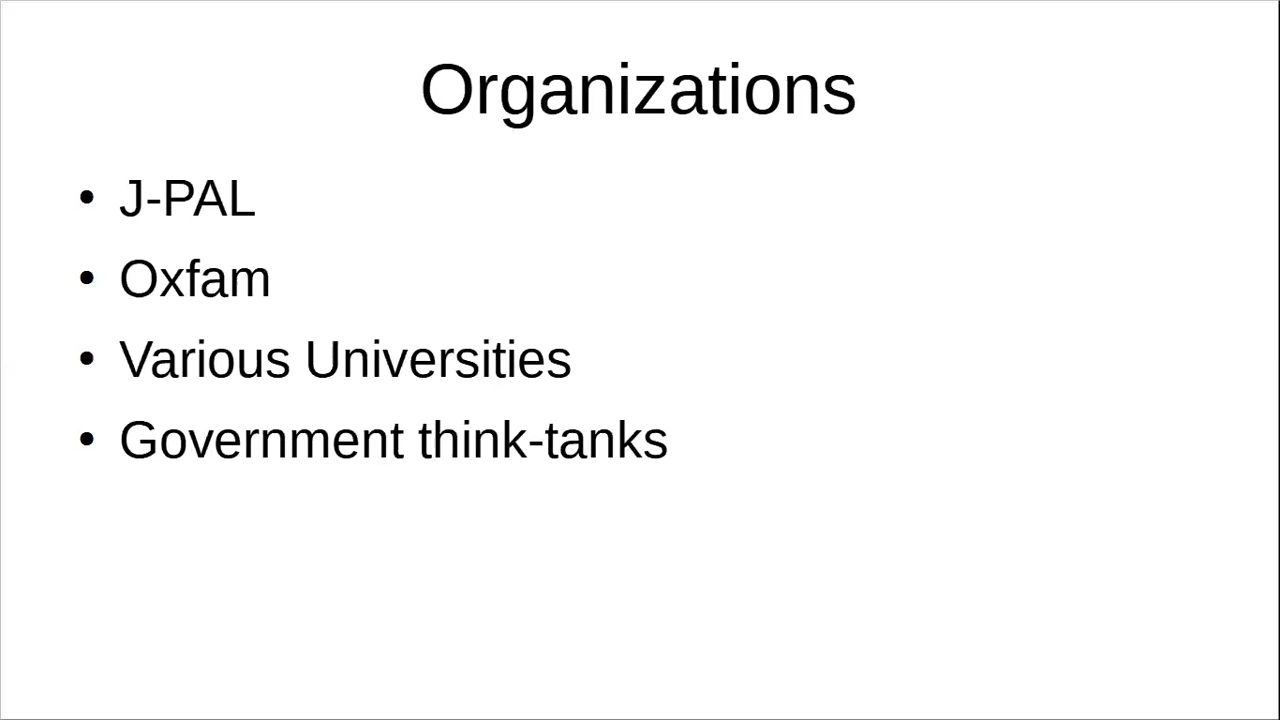 Organizations
• J-PAL
• Oxfam
• Various Universities
• Government think-tanks